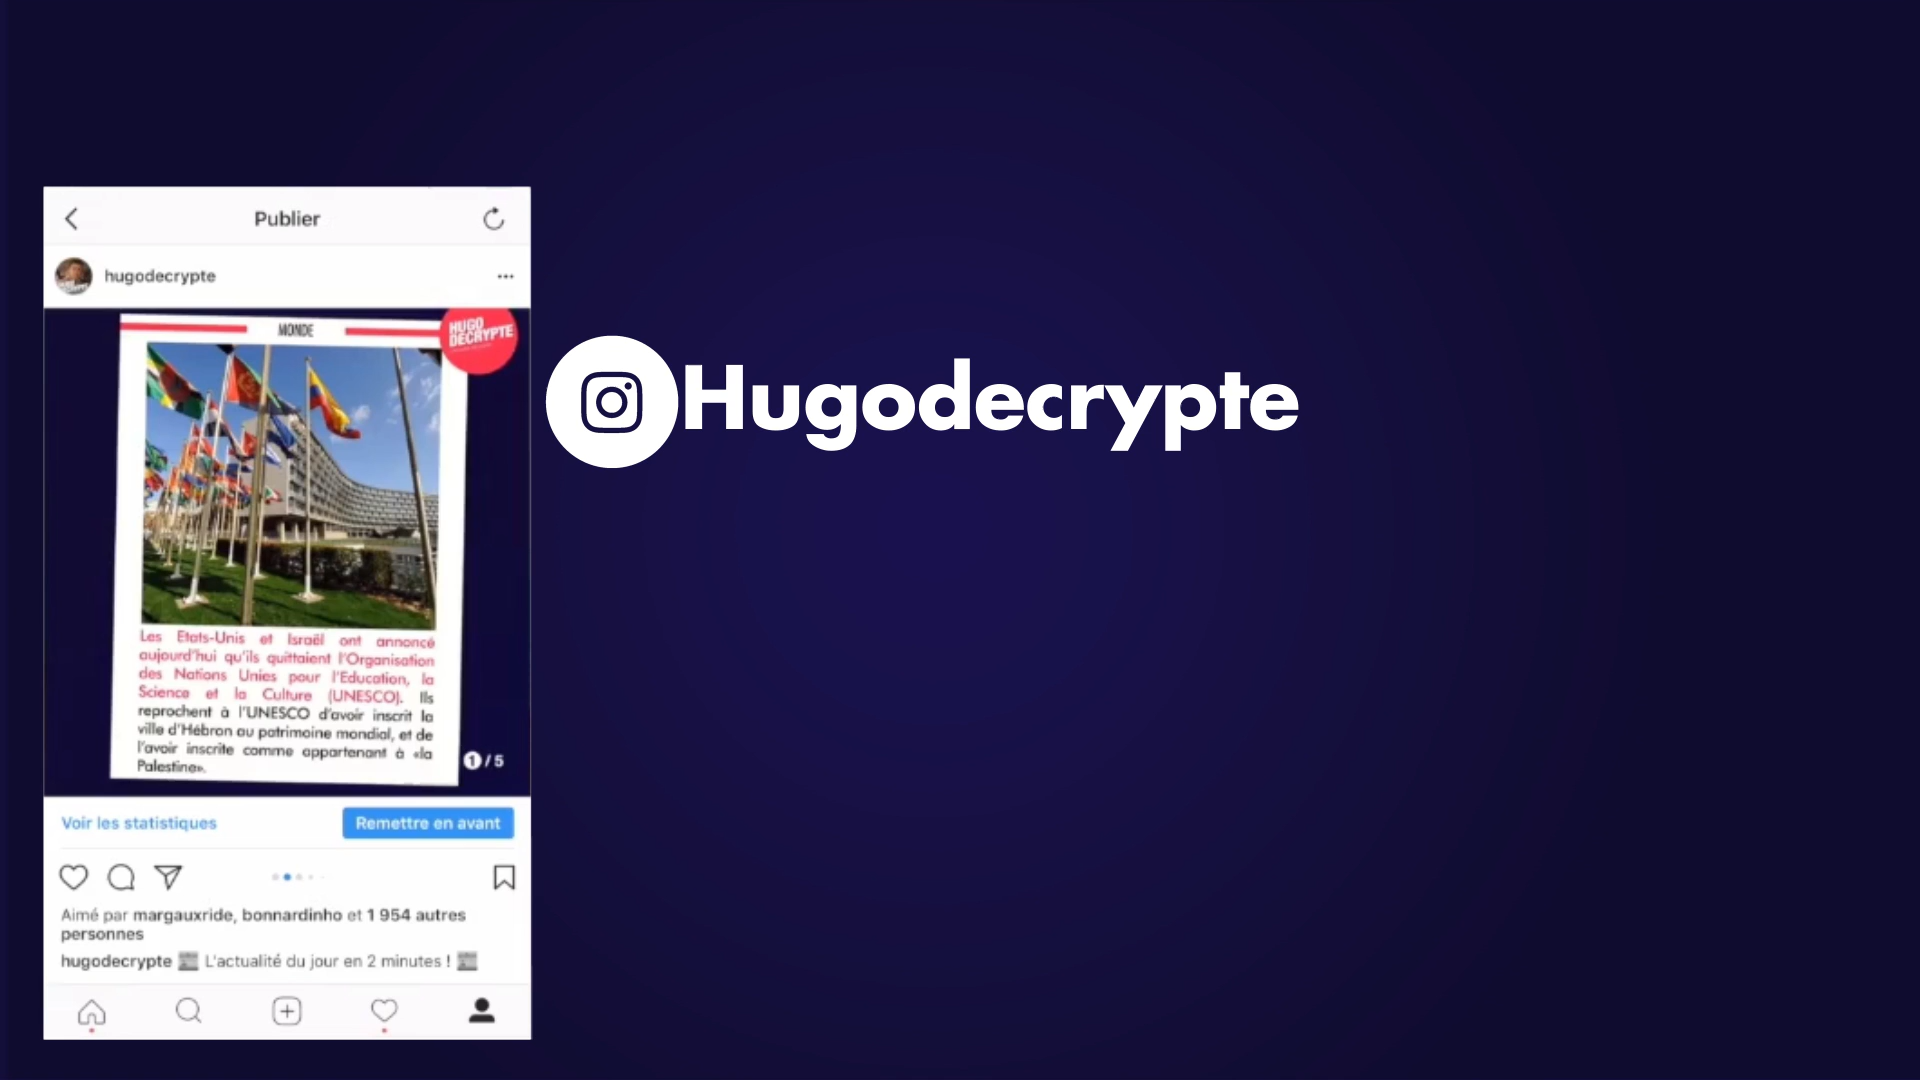 Publier
hugodecrypte
MONDE
HUGO
DECRYPTE
Les Etats-Unis et Israël ont annoncé
aujourd'hui qu'ils quittaient l'Organisation
des Nations Unies pour l'Education, la
Science et la Culture (UNESCO). Ils
reprochent à l'UNESCO d'avoir inscrit la
ville d'Hébron au patrimoine mondial, et de
l'avoir inscrite comme appartenant à «la
Palestine».
1 / 5
Voir les statistiques
Remettre en avant
Aimé par margauxride, bonnardinho et 1 954 autres
personnes
hugodecrypte L'actualité du jour en 2 minutes !
Hugodecrypte